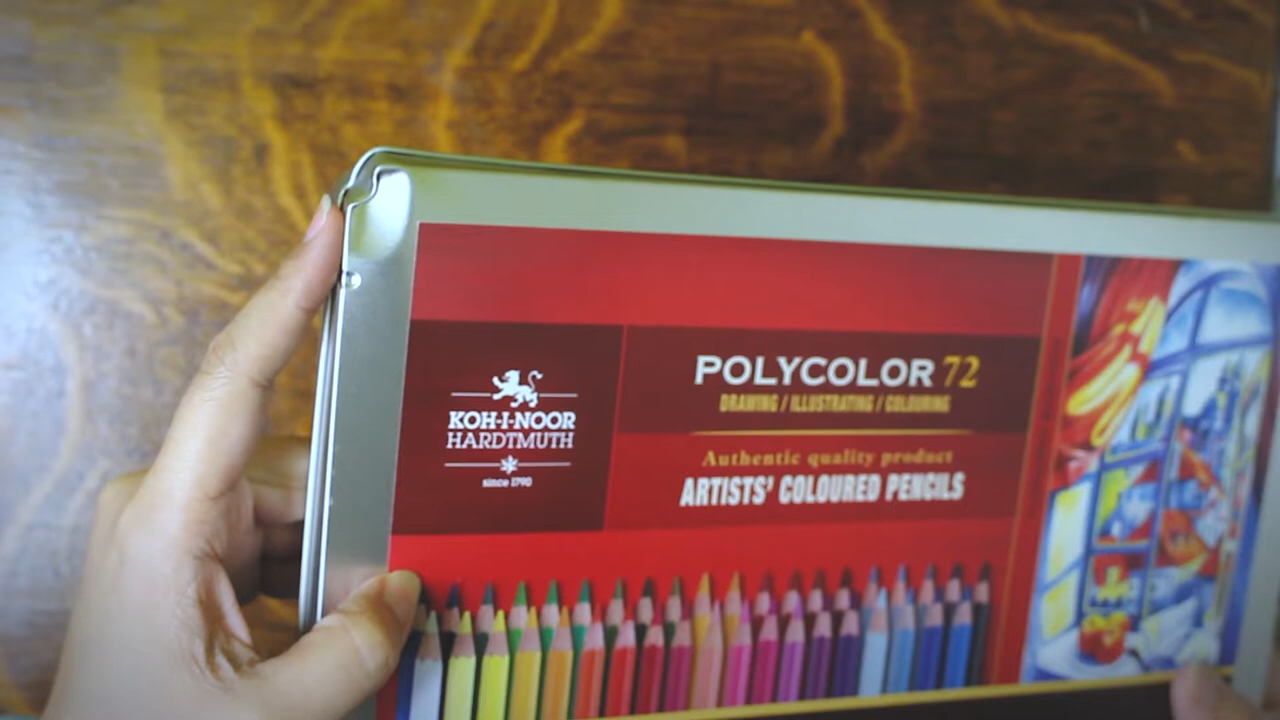 KOH-I-NOOR
HARDTMUTH
since 1790
POLYCOLOR 72
DRAWING / ILLUSTRATING / COLOURING
Authentic quality product
ARTISTS' COLOURED PENCILS